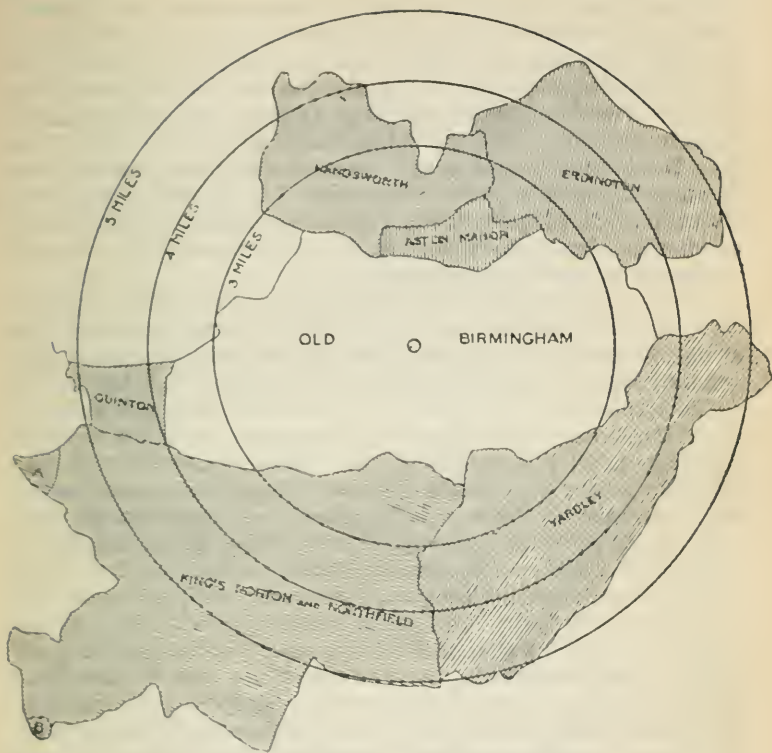 HANDSWORTH
ERDINGTON
ASTON MANOR
5 MILES
4 MILES
3 MILES
OLD BIRMINGHAM
QUINTON
A
YARDLEY
KING'S NORTON AND NORTHFIELD
B